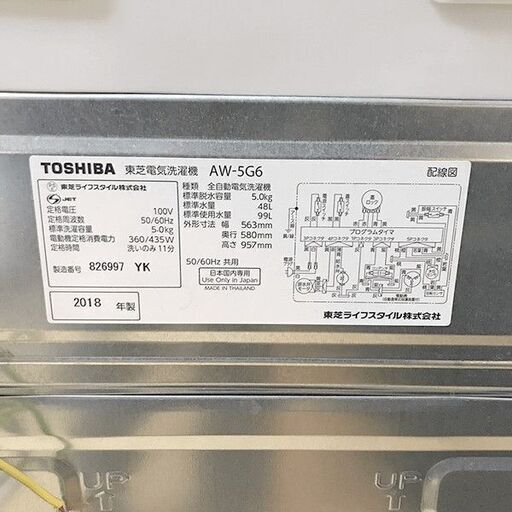 TOSHIBA 東芝電気洗濯機 AW-5G6
東芝ライフスタイル株式会社
JET
定格電圧 100V
定格周波数 50/60Hz
標準洗濯容量 5.0kg
電動機定格消費電力 360/435W
定格時間 洗いのみ 11分
製造番号 826997 YK
2018 年製
種類 全自動電気洗濯機
標準脱水容量 5.0kg
標準水量 48L
標準使用水量 99L
外形寸法 幅 563mm
奥行 580mm
高さ 957mm
50/60Hz 共用
日本国内専用
Use Only in Japan
MADE IN THAILAND
配線図
プログラムタイマ
東芝ライフスタイル株式会社
UP
UP